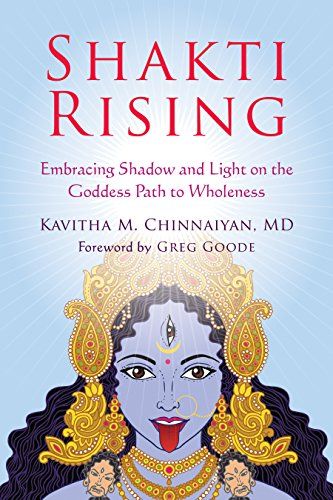 SHAKTI
RISING
Embracing Shadow and Light on the
Goddess Path to Wholeness
KAVITHA M. CHINNAIYAN, MD
Foreword by GREG GOODE